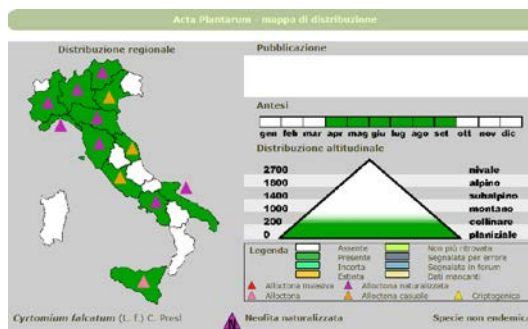 Acta Plantarum - mappa di distribuzione
Distribuzione regionale
Pubblicazione
Antesi
gen feb mar apr mag giu lug ago set ott nov dic
Distribuzione altitudinale
2700 nivale
1800 alpino
1400 subalpino
1000 montano
200 collinare
0 planiziale
Legenda
Assente Non più ritrovata
Presente Segnalata per errore
Incerta Segnalata in forum
Estinta Dati mancanti
Alloctona invasiva Alloctona naturalizzata
Alloctona Alloctona casuale Criptogenica
Cyrtomium falcatum (L. f.) C. Presl N Neofita naturalizzata Specie non endemica